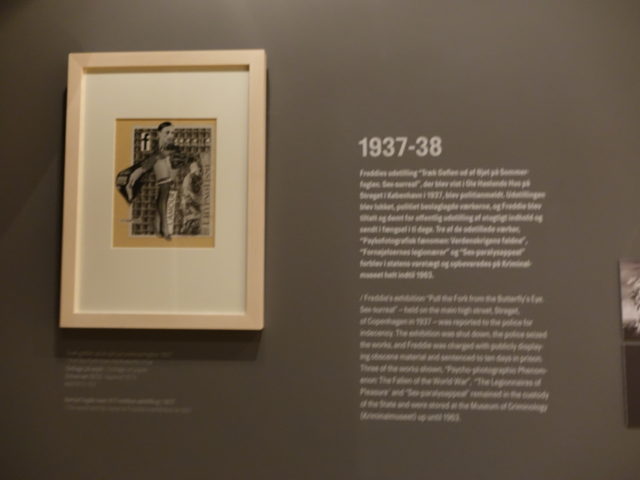 f
1937-38
Freddies udstilling "Træk Gaflen ud af Øjet på Sommer-
fuglen. Sex-surreal", der blev vist i Ole Haslunds Hus på
Strøget i København i 1937, blev politianmeldt. Udstillingen
blev lukket, politiet beslaglagde værkerne, og Freddie blev
tiltalt og dømt for offentlig udstilling af utugtigt indhold og
sendt i fængsel i ti dage. Tre af de udstillede værker,
"Psykofotografisk fænomen: Verdenskrigens faldne",
"Fornøjelsernes legionærer" og "Sex-paralysappeal"
forblev i statens varetægt og opbevaredes på Kriminal-
museet helt indtil 1963.
/ Freddie's exhibition "Pull the Fork from the Butterfly's Eye.
Sex-surreal" – held on the main high street, Strøget,
of Copenhagen in 1937 – was reported to the police for
indecency. The exhibition was shut down, the police seized
the works, and Freddie was charged with publicly display-
ing obscene material and sentenced to ten days in prison.
Three of the works shown, "Psycho-photographic Phenom-
enon: The Fallen of the World War", "The Legionnaires of
Pleasure" and "Sex-paralysappeal" remained in the custody
of the State and were stored at the Museum of Criminology
(Kriminalmuseet) up until 1963.